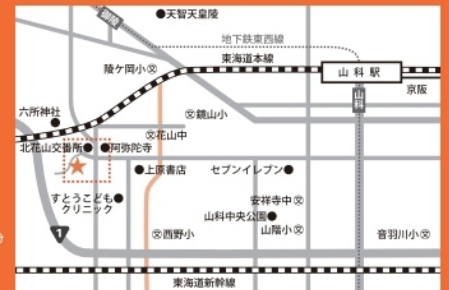 御陵
●天智天皇陵
地下鉄東西線
東海道本線
陵ケ岡小㊛
山科駅
京阪
山科
六所神社
鏡山小
花山中
北花山交番所
阿弥陀寺
上原書店
セブンイレブン
すとうこども
クリニック
安祥寺中
山科中央公園
山階小
西野小
音羽川小
1
東海道新幹線